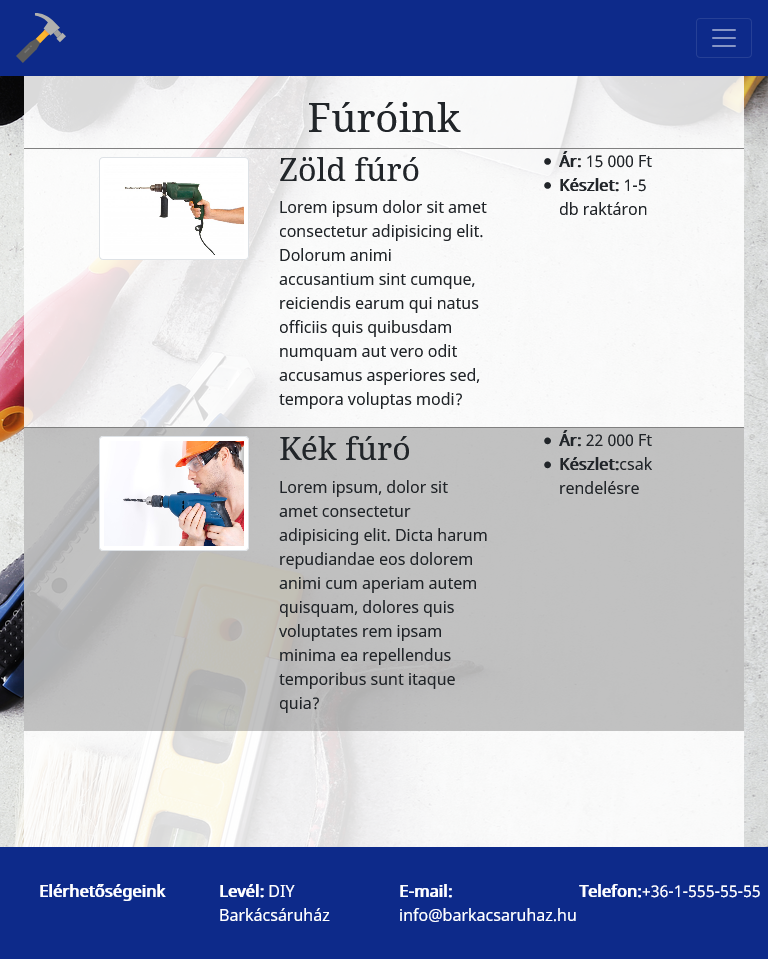 Fúróink
Zöld fúró
Lorem ipsum dolor sit amet
consectetur adipisicing elit.
Dolorum animi
accusantium sint cumque,
reiciendis earum qui natus
officiis quis quibusdam
numquam aut vero odit
accusamus asperiores sed,
tempora voluptas modi?
Ár: 15 000 Ft
Készlet: 1-5
db raktáron
Kék fúró
Lorem ipsum, dolor sit
amet consectetur
adipisicing elit. Dicta harum
repudiandae eos dolorem
animi cum aperiam autem
quisquam, dolores quis
voluptates rem ipsam
minima ea repellendus
temporibus sunt itaque
quia?
Ár: 22 000 Ft
Készlet:csak
rendelésre
Elérhetőségeink
Levél: DIY
Barkácsáruház
E-mail:
info@barkacsaruhaz.hu
Telefon:+36-1-555-55-55